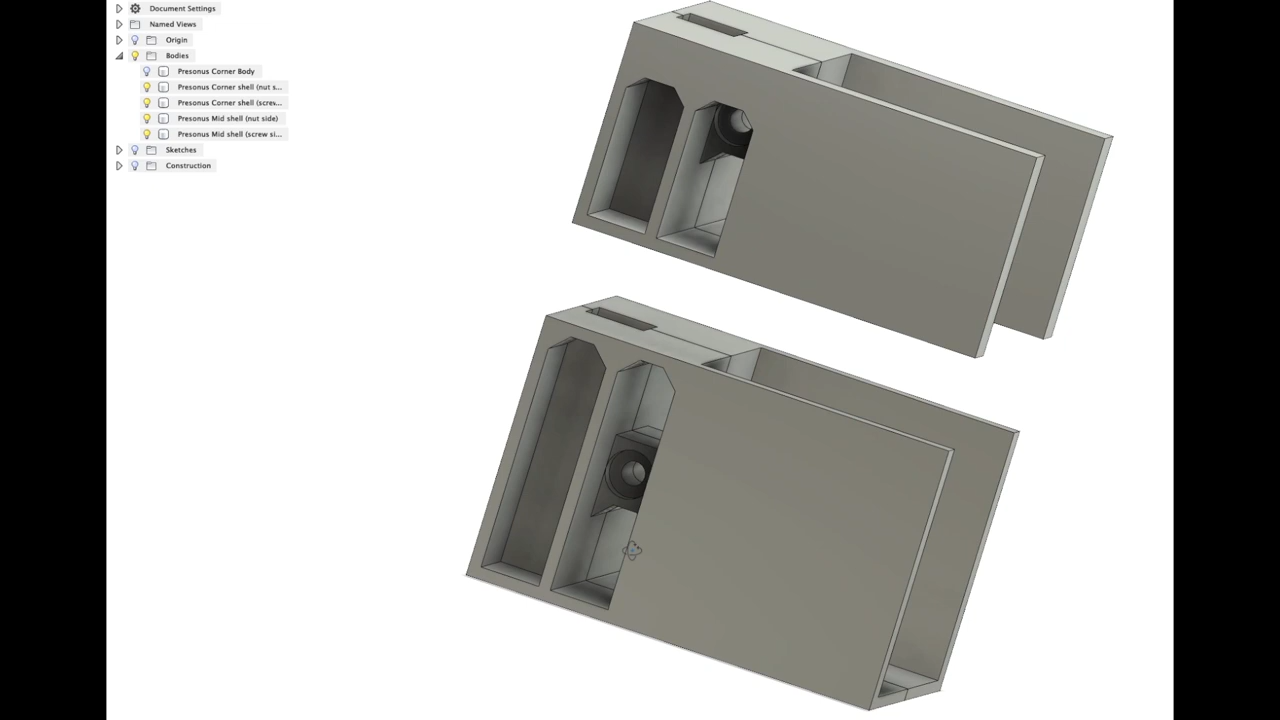 Document Settings
Named Views
Origin
Bodies
Presonus Corner Body
Presonus Corner shell (nut s...
Presonus Corner shell (screw...
Presonus Mid shell (nut side)
Presonus Mid shell (screw si...
Sketches
Construction